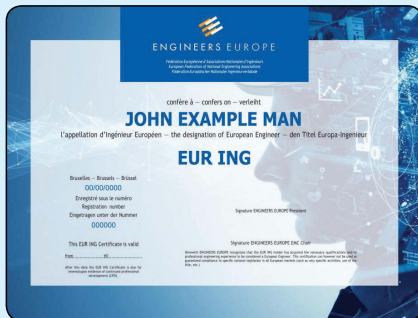 ENGINEERS EUROPE
Fédération Européenne d'Associations Nationales d'Ingénieurs
European Federation of National Engineering Associations
Föderation Europäischer Nationaler Ingenieurverbände
confère à — confers on — verleiht
JOHN EXAMPLE MAN
l'appellation d'Ingénieur Européen — the designation of European Engineer — den Titel Europa-Ingenieur
EUR ING
Bruxelles — Brussels — Brüssel
00/00/0000
Enregistré sous le numéro
Registration number
Eingetragen unter der Nummer
000000
Signature ENGINEERS EUROPE President
This EUR ING Certificate is valid
from
till
Signature ENGINEERS EUROPE EMC Chair
After this date the EUR ING Certificate is due for
renewal upon evidence of continued professional
development (CPD).